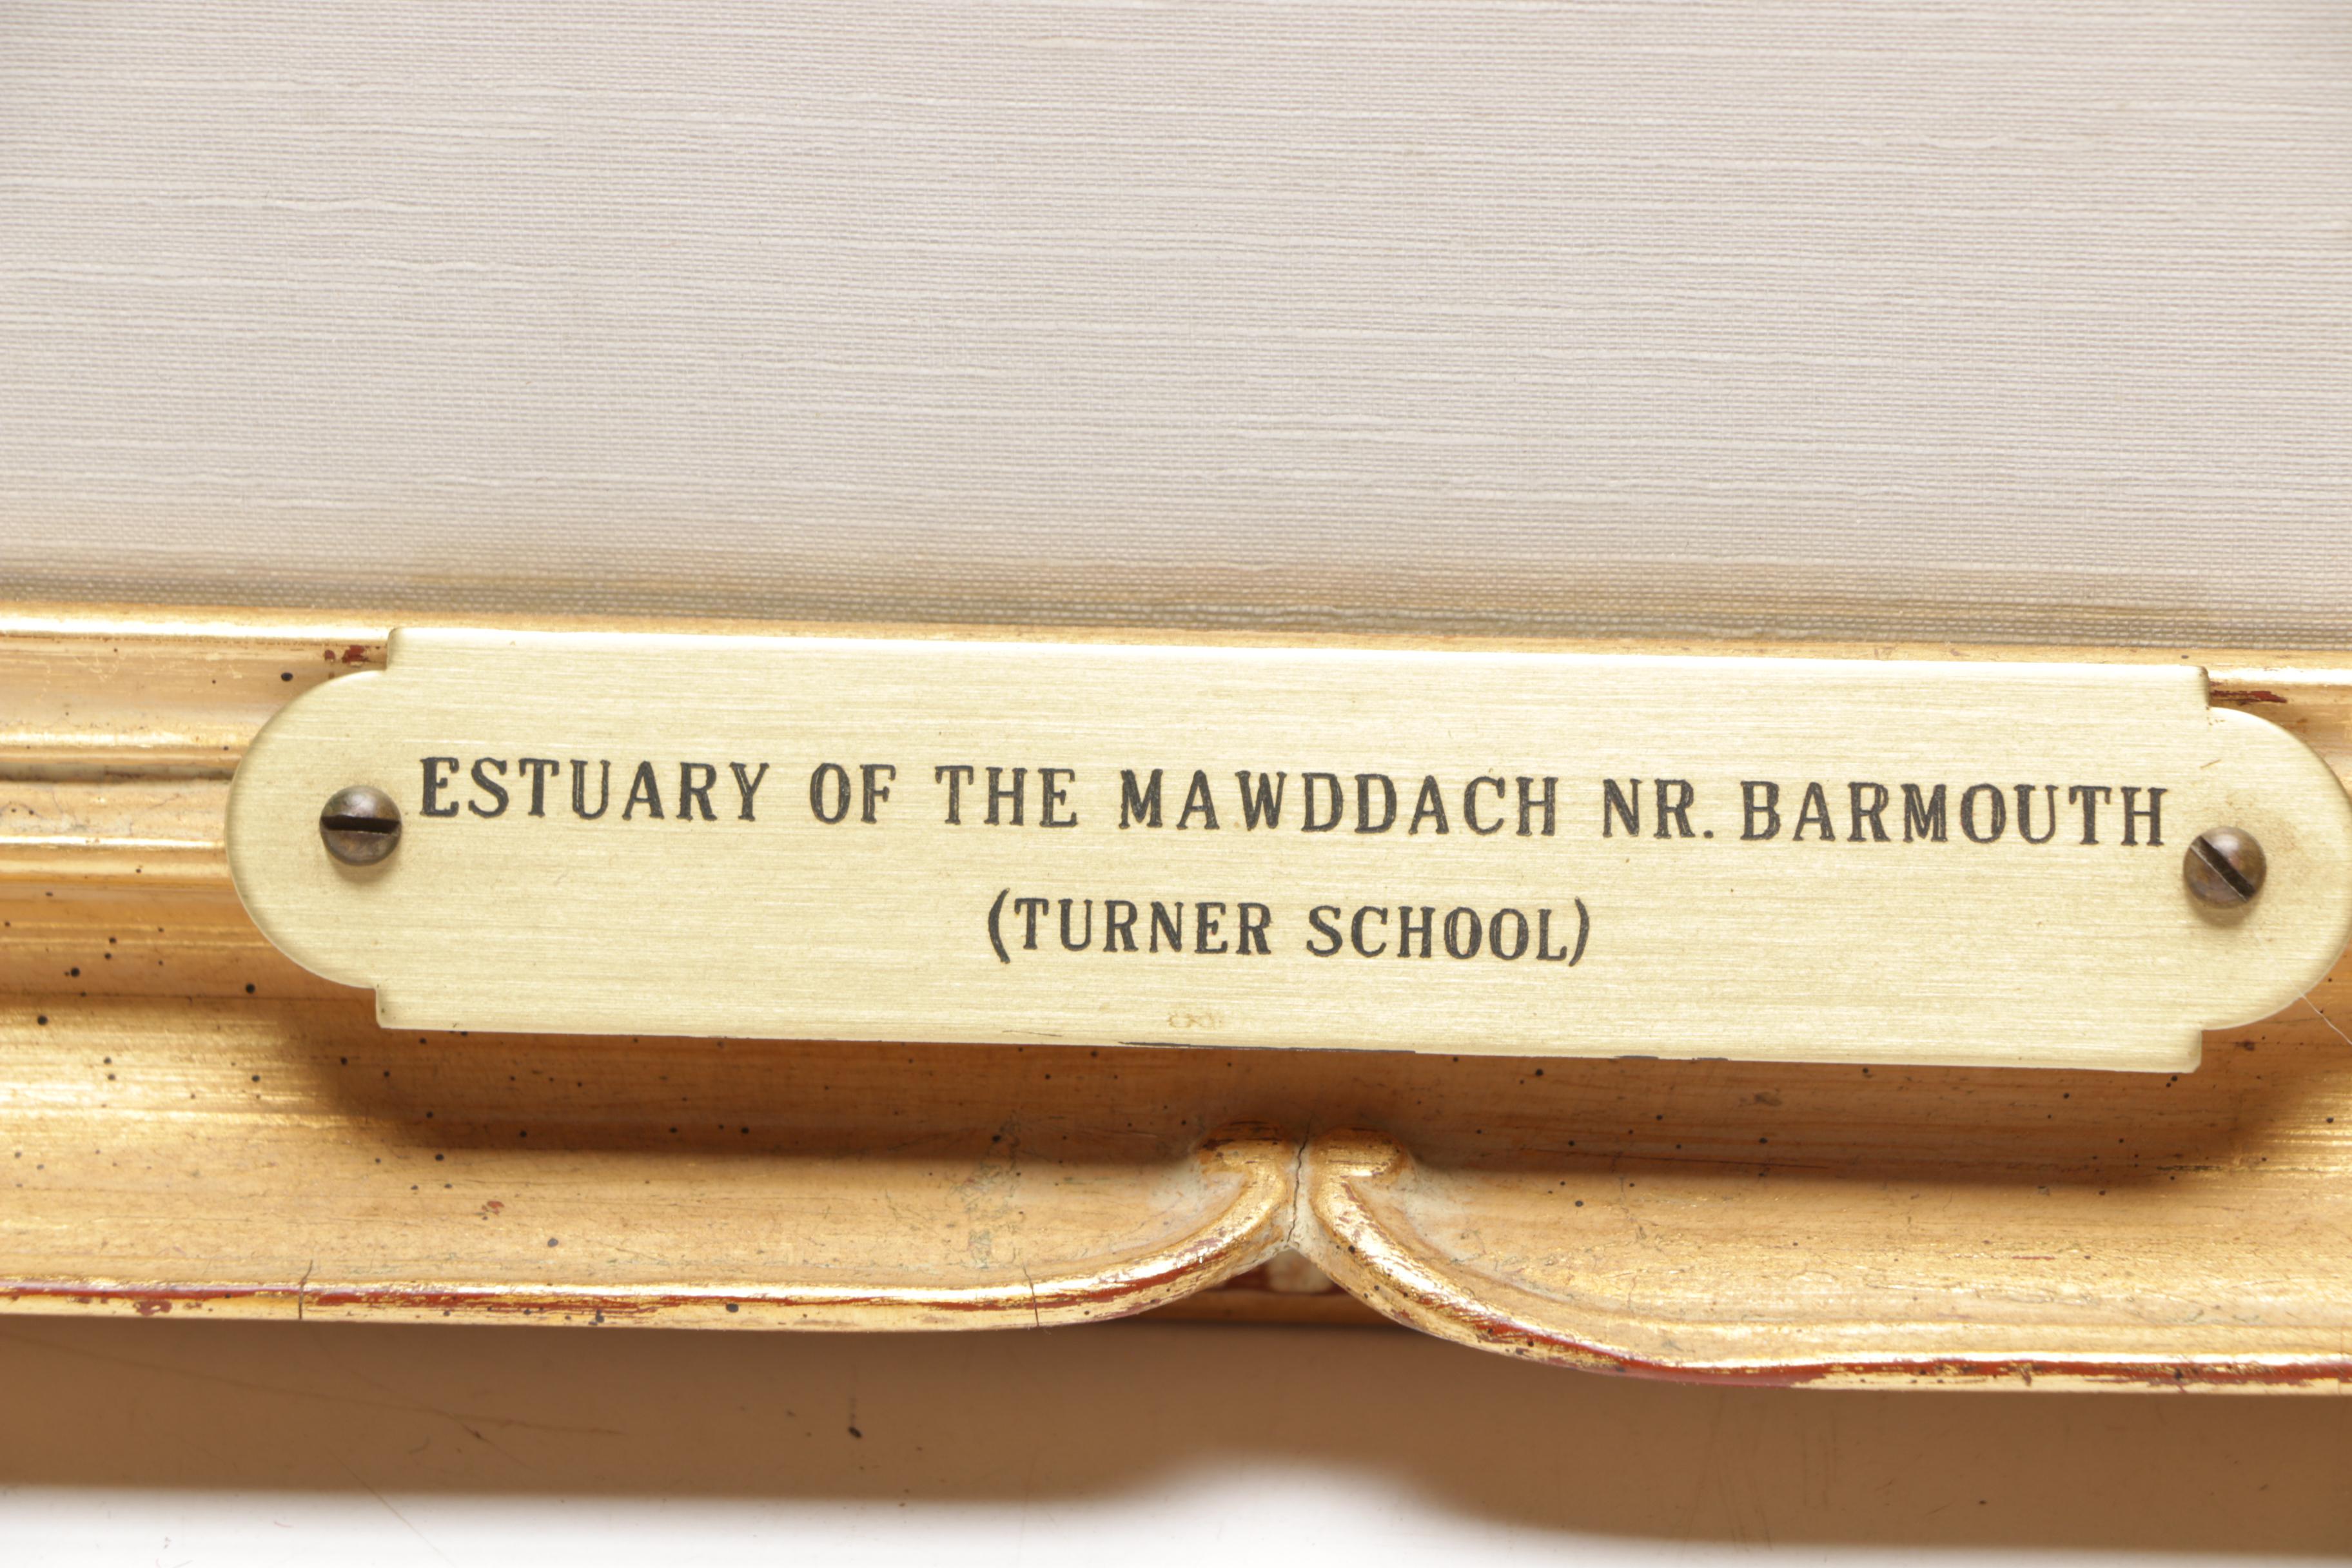 ESTUARY OF THE MAWDDACH NR. BARMOUTH
(TURNER SCHOOL)